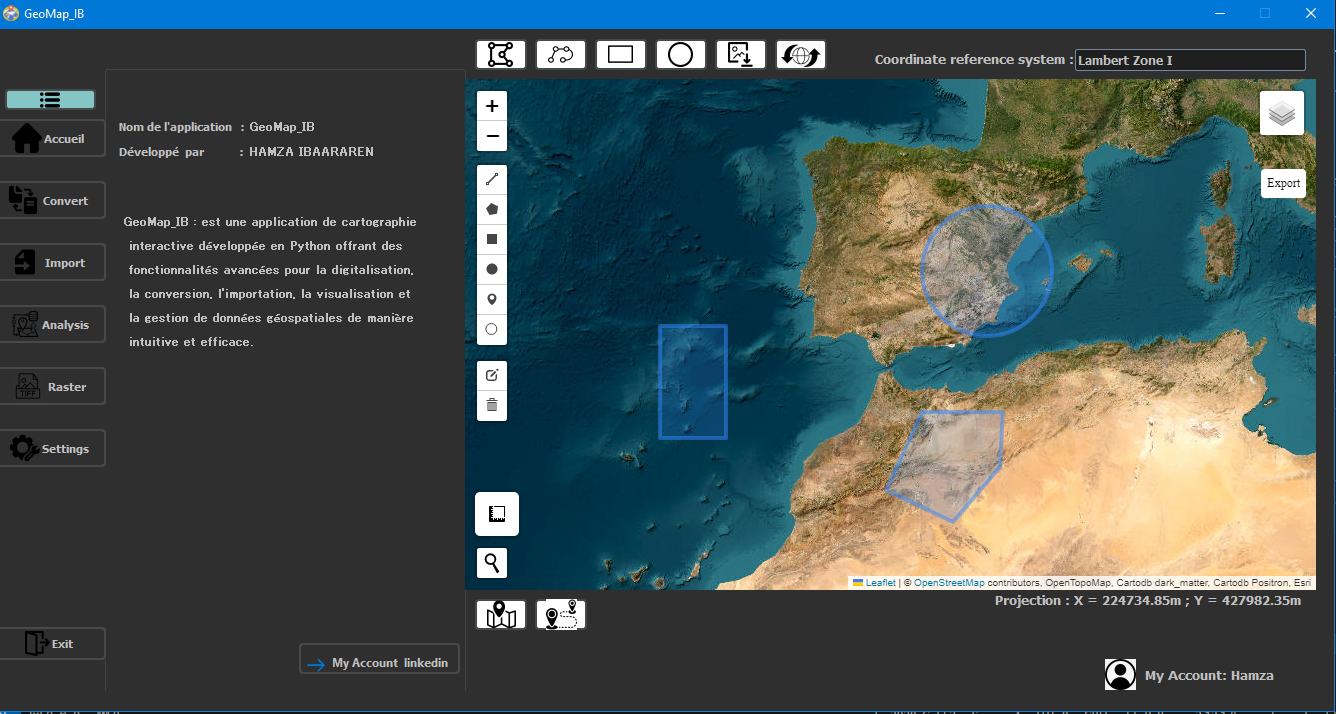 GeoMap_IB
Coordinate reference system : Lambert Zone I
Accueil
Convert
Import
Analysis
Raster
TIFF
Settings
Exit
Nom de l'application : GeoMap_IB
Développé par : HAMZA IBAARAREN
GeoMap_IB : est une application de cartographie
interactive développée en Python offrant des
fonctionnalités avancées pour la digitalisation,
la conversion, l'importation, la visualisation et
la gestion de données géospatiales de manière
intuitive et efficace.
My Account linkedin
+
−
Export
Leaflet | © OpenStreetMap contributors, OpenTopoMap, Cartodb dark_matter, Cartodb Positron, Esri
Projection : X = 224734.85m ; Y = 427982.35m
My Account: Hamza